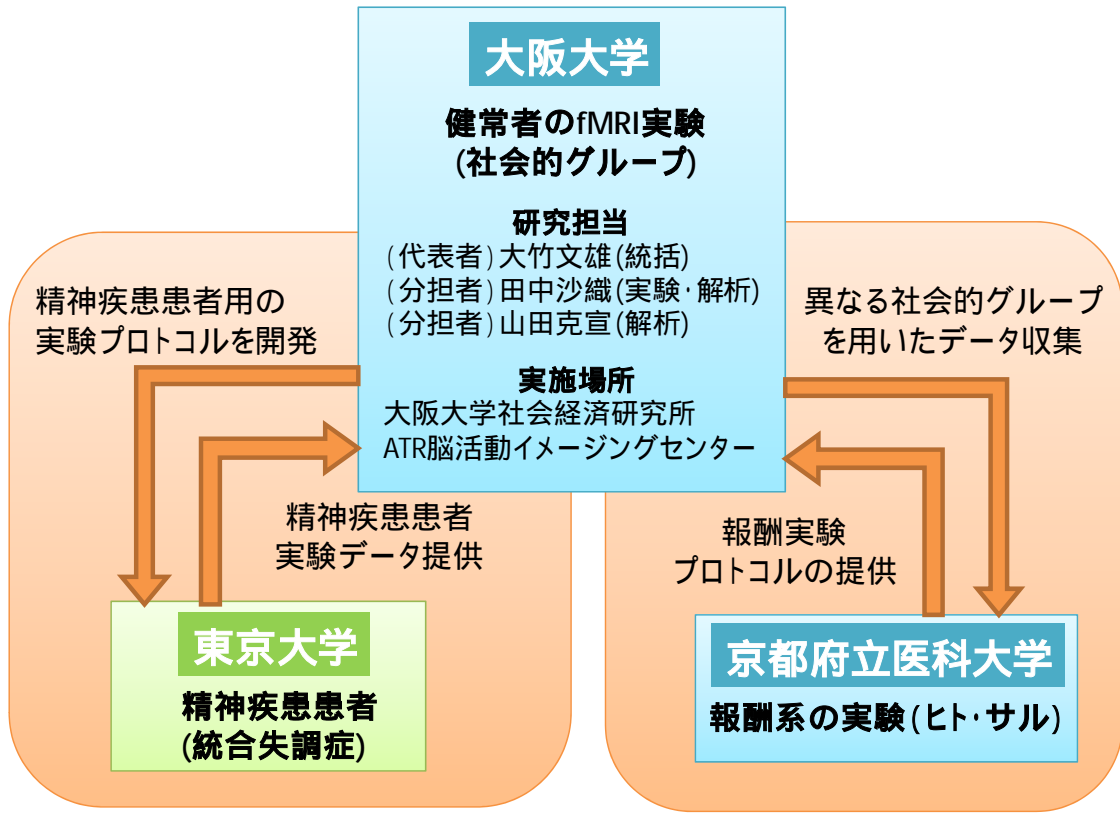 大阪大学
健常者のfMRI実験
(社会的グループ)
研究担当
(代表者)大竹文雄(統括)
(分担者)田中沙織(実験・解析)
(分担者)山田克宣(解析)
実施場所
大阪大学社会経済研究所
ATR脳活動イメージングセンター
精神疾患患者用の
実験プロトコルを開発
精神疾患患者
実験データ提供
東京大学
精神疾患患者
(統合失調症)
異なる社会的グループ
を用いたデータ収集
報酬実験
プロトコルの提供
京都府立医科大学
報酬系の実験(ヒト・サル)